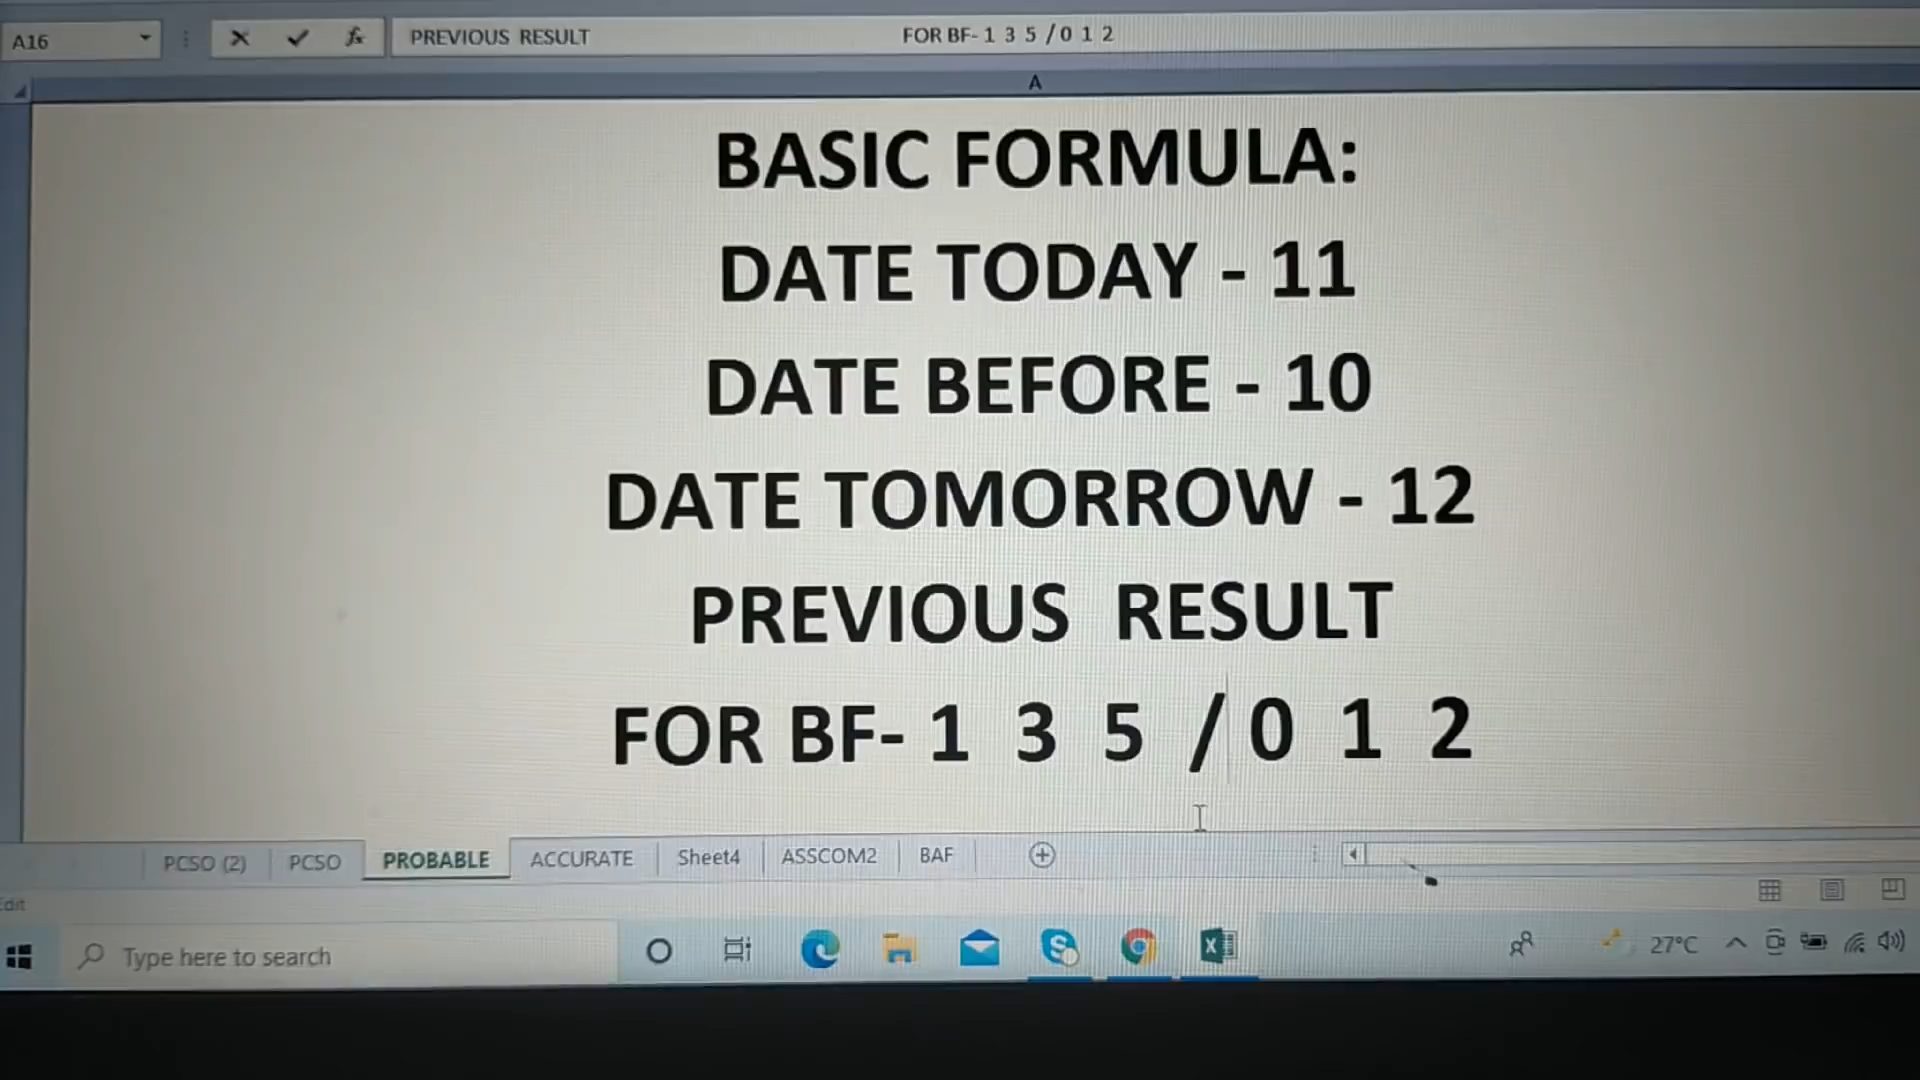 A16
fx
PREVIOUS RESULT FOR BF- 1 3 5 / 0 1 2
A
BASIC FORMULA:
DATE TODAY - 11
DATE BEFORE - 10
DATE TOMORROW - 12
PREVIOUS RESULT
FOR BF- 1 3 5 / 0 1 2
PCSO (2) PCSO PROBABLE ACCURATE Sheet4 ASSCOM2 BAF
Edit
Type here to search
27°C